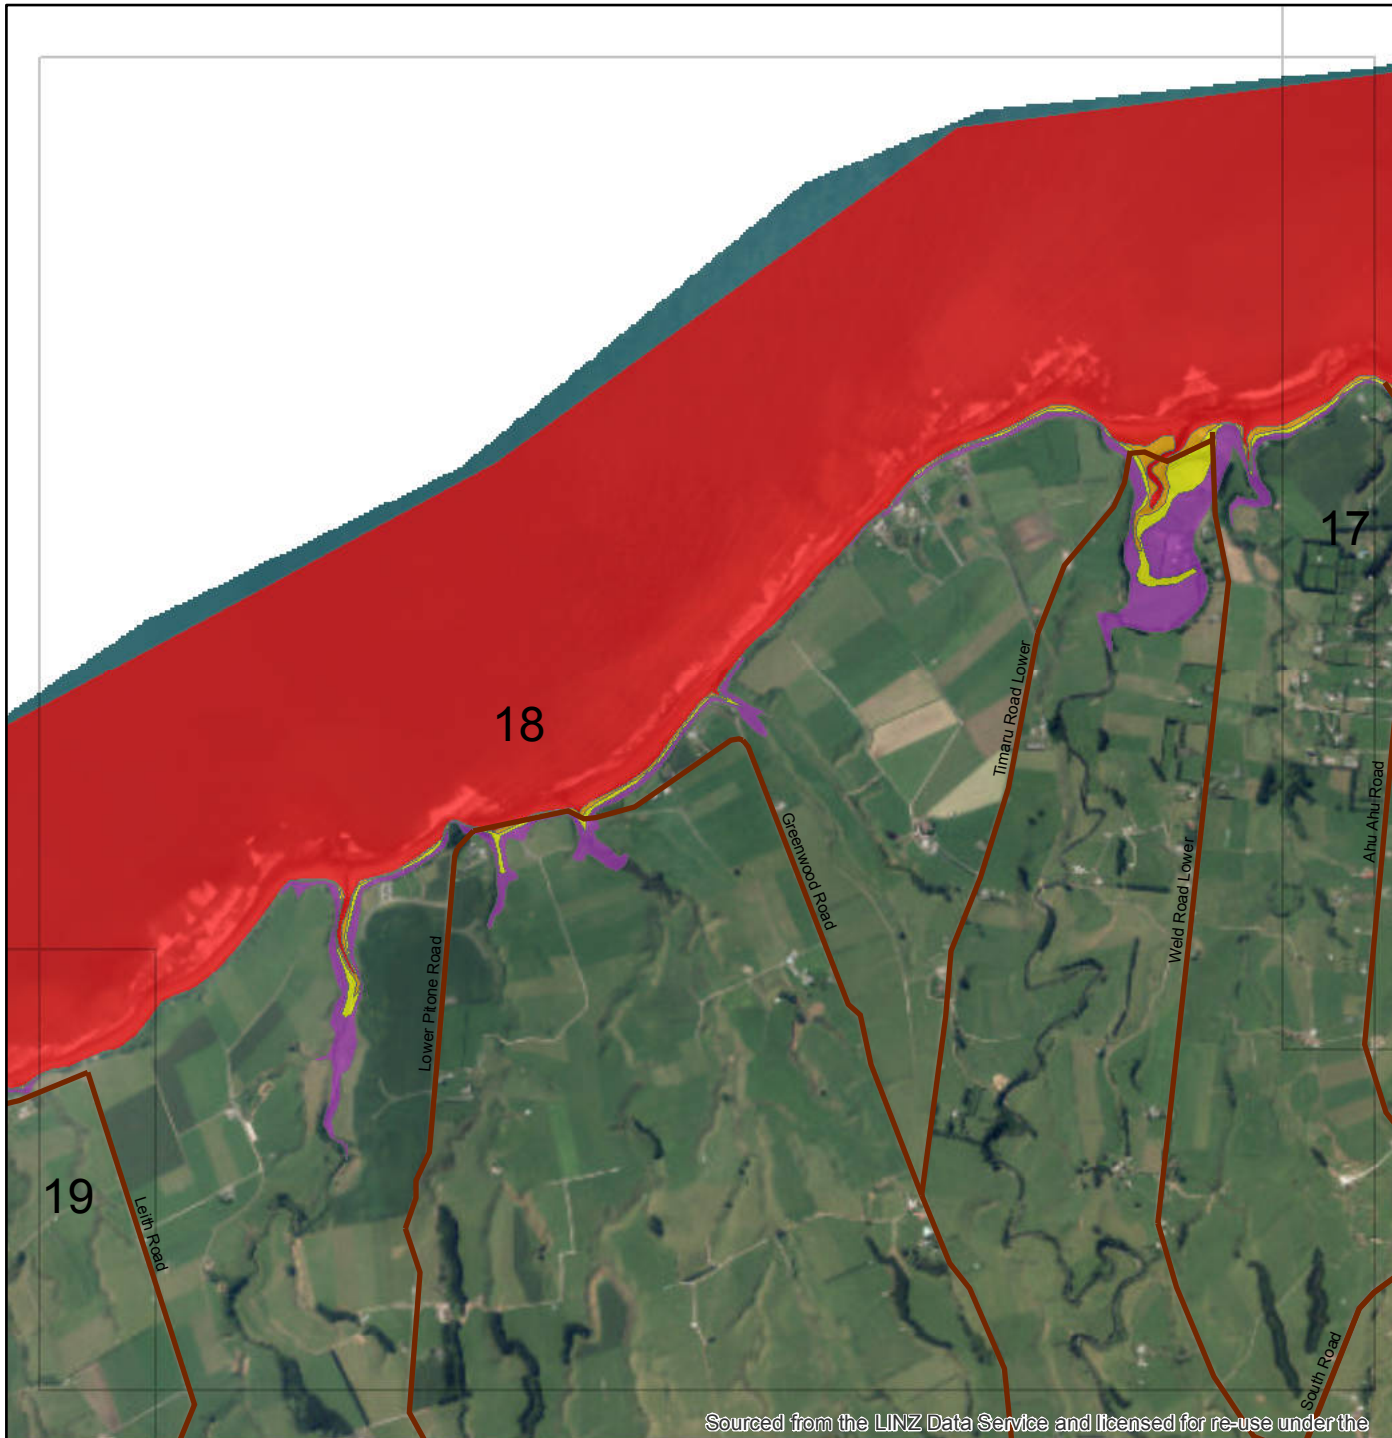 17
18
Timaru Road Lower
Ahu Ahu Road
Greenwood Road
Weld Road Lower
Lower Pitone Road
19
Leith Road
South Road
Sourced from the LINZ Data Service and licensed for re-use under the